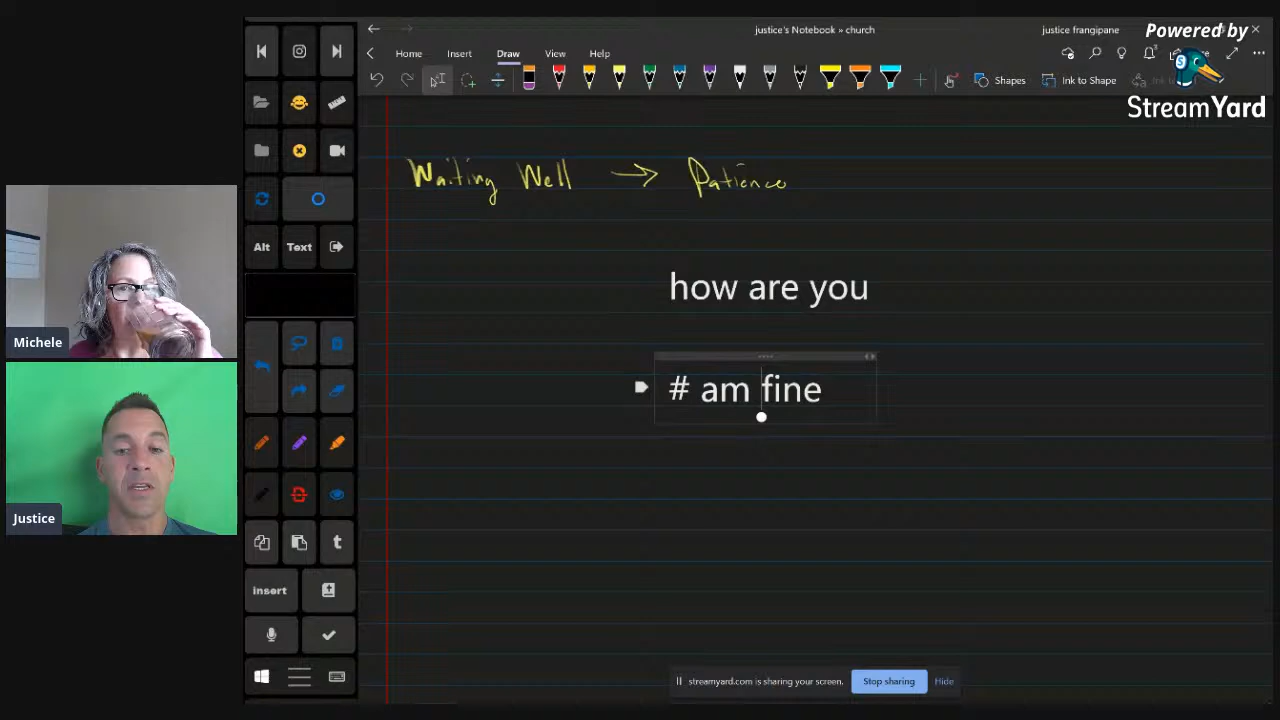 justice's Notebook » church
justice frangipane
Powered by
Home Insert Draw View Help
Shapes
Ink to Shape
StreamYard
Alt Text
Waiting Well → Patience
how are you
# am fine
Michele
Justice
t
insert
streamyard.com is sharing your screen.
Stop sharing
Hide